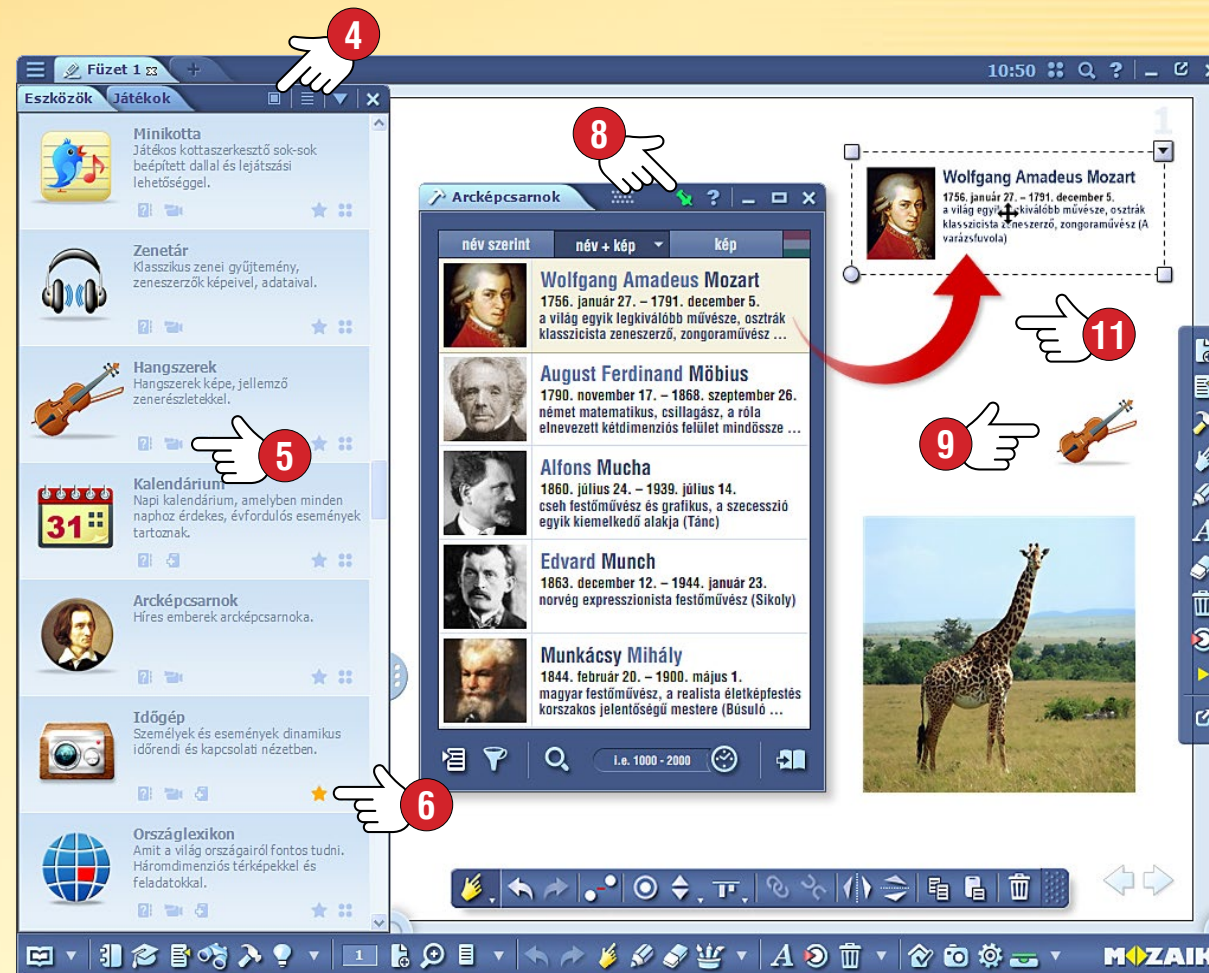 4
Füzet 1
10:50
Eszközök
Játékok
Minikotta
Játékos kottaszerkesztő sok-sok
beépített dallal és lejátszási
lehetőséggel.
Zenetár
Klasszikus zenei gyűjtemény,
zeneszerzők képeivel, adataival.
Hangszerek
Hangszerek képe, jellemző
zenerészletekkel.
5
Kalendárium
Napi kalendárium, amelyben minden
naphoz érdekes, évfordulós események
tartoznak.
31
Arcképcsarnok
Híres emberek arcképcsarnoka.
Időgép
Személyek és események dinamikus
időrendi és kapcsolati nézetben.
6
Országlexikon
Amit a világ országairól fontos tudni.
Háromdimenziós térképekkel és
feladatokkal.
8
Arcképcsarnok
?
név szerint
név + kép
kép
Wolfgang Amadeus Mozart
1756. január 27. – 1791. december 5.
a világ egyik legkiválóbb művésze, osztrák
klasszicista zeneszerző, zongoraművész ...
August Ferdinand Möbius
1790. november 17. – 1868. szeptember 26.
német matematikus, csillagász, a róla
elnevezett kétdimenziós felület mindössze ...
Alfons Mucha
1860. július 24. – 1939. július 14.
cseh festőművész és grafikus, a szecesszió
egyik kiemelkedő alakja (Tánc)
Edvard Munch
1863. december 12. – 1944. január 23.
norvég expresszionista festőművész (Sikoly)
Munkácsy Mihály
1844. február 20. – 1900. május 1.
magyar festőművész, a realista életképfestés
korszakos jelentőségű mestere (Búsuló ...
i.e. 1000 - 2000
1
Wolfgang Amadeus Mozart
1756. január 27. – 1791. december 5.
a világ művésze, osztrák
klasszicista zeneszerző, zongoraművész (A
varázsfuvola)
11
9
1
MOZAIK